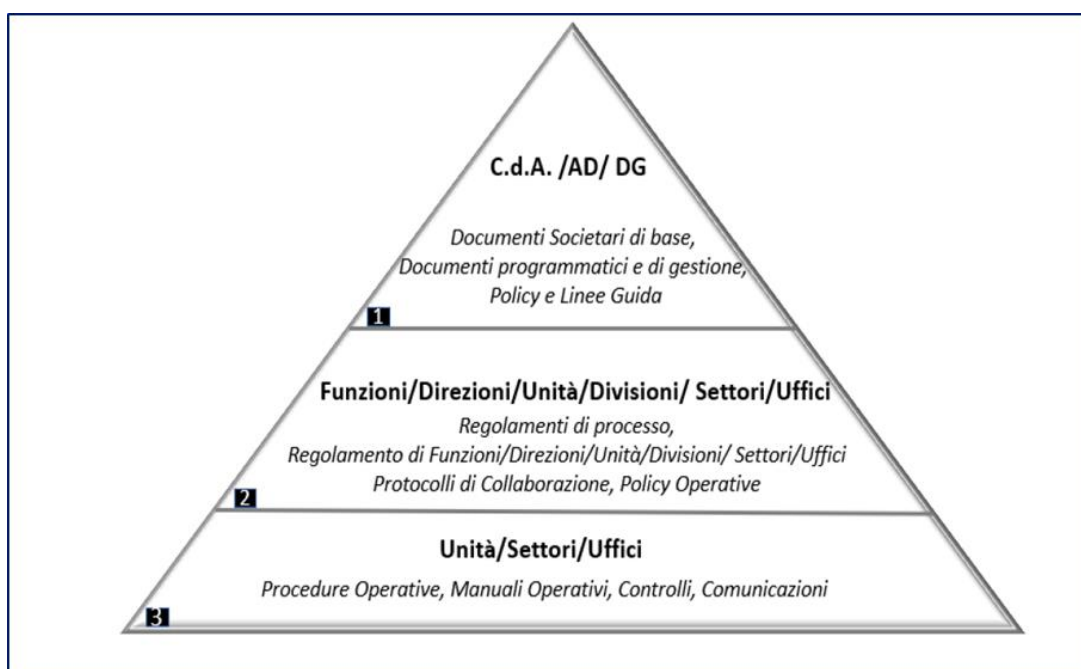 C.d.A. /AD/ DG
Documenti Societari di base,
Documenti programmatici e di gestione,
Policy e Linee Guida
1
Funzioni/Direzioni/Unità/Divisioni/ Settori/Uffici
Regolamenti di processo,
Regolamento di Funzioni/Direzioni/Unità/Divisioni/ Settori/Uffici
Protocolli di Collaborazione, Policy Operative
2
Unità/Settori/Uffici
Procedure Operative, Manuali Operativi, Controlli, Comunicazioni
3